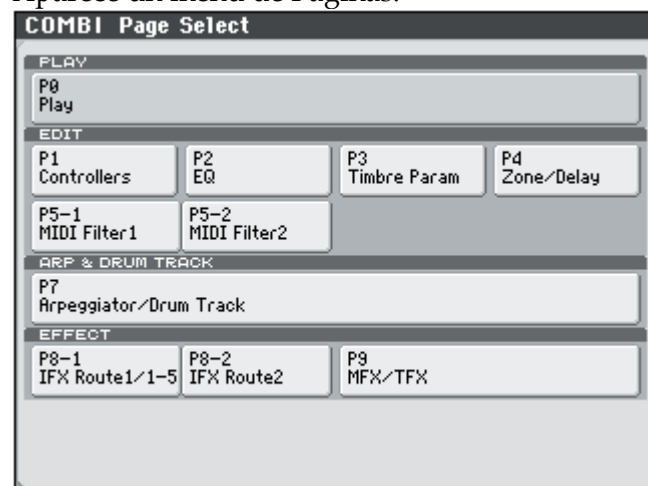 Aparece un menú de Páginas.
COMBI Page Select
PLAY
P0
Play
EDIT
P1
Controllers
P2
EQ
P3
Timbre Param
P4
Zone/Delay
P5-1
MIDI Filter1
P5-2
MIDI Filter2
ARP & DRUM TRACK
P7
Arpeggiator/Drum Track
EFFECT
P8-1
IFX Route1/1-5
P8-2
IFX Route2
P9
MFX/TFX